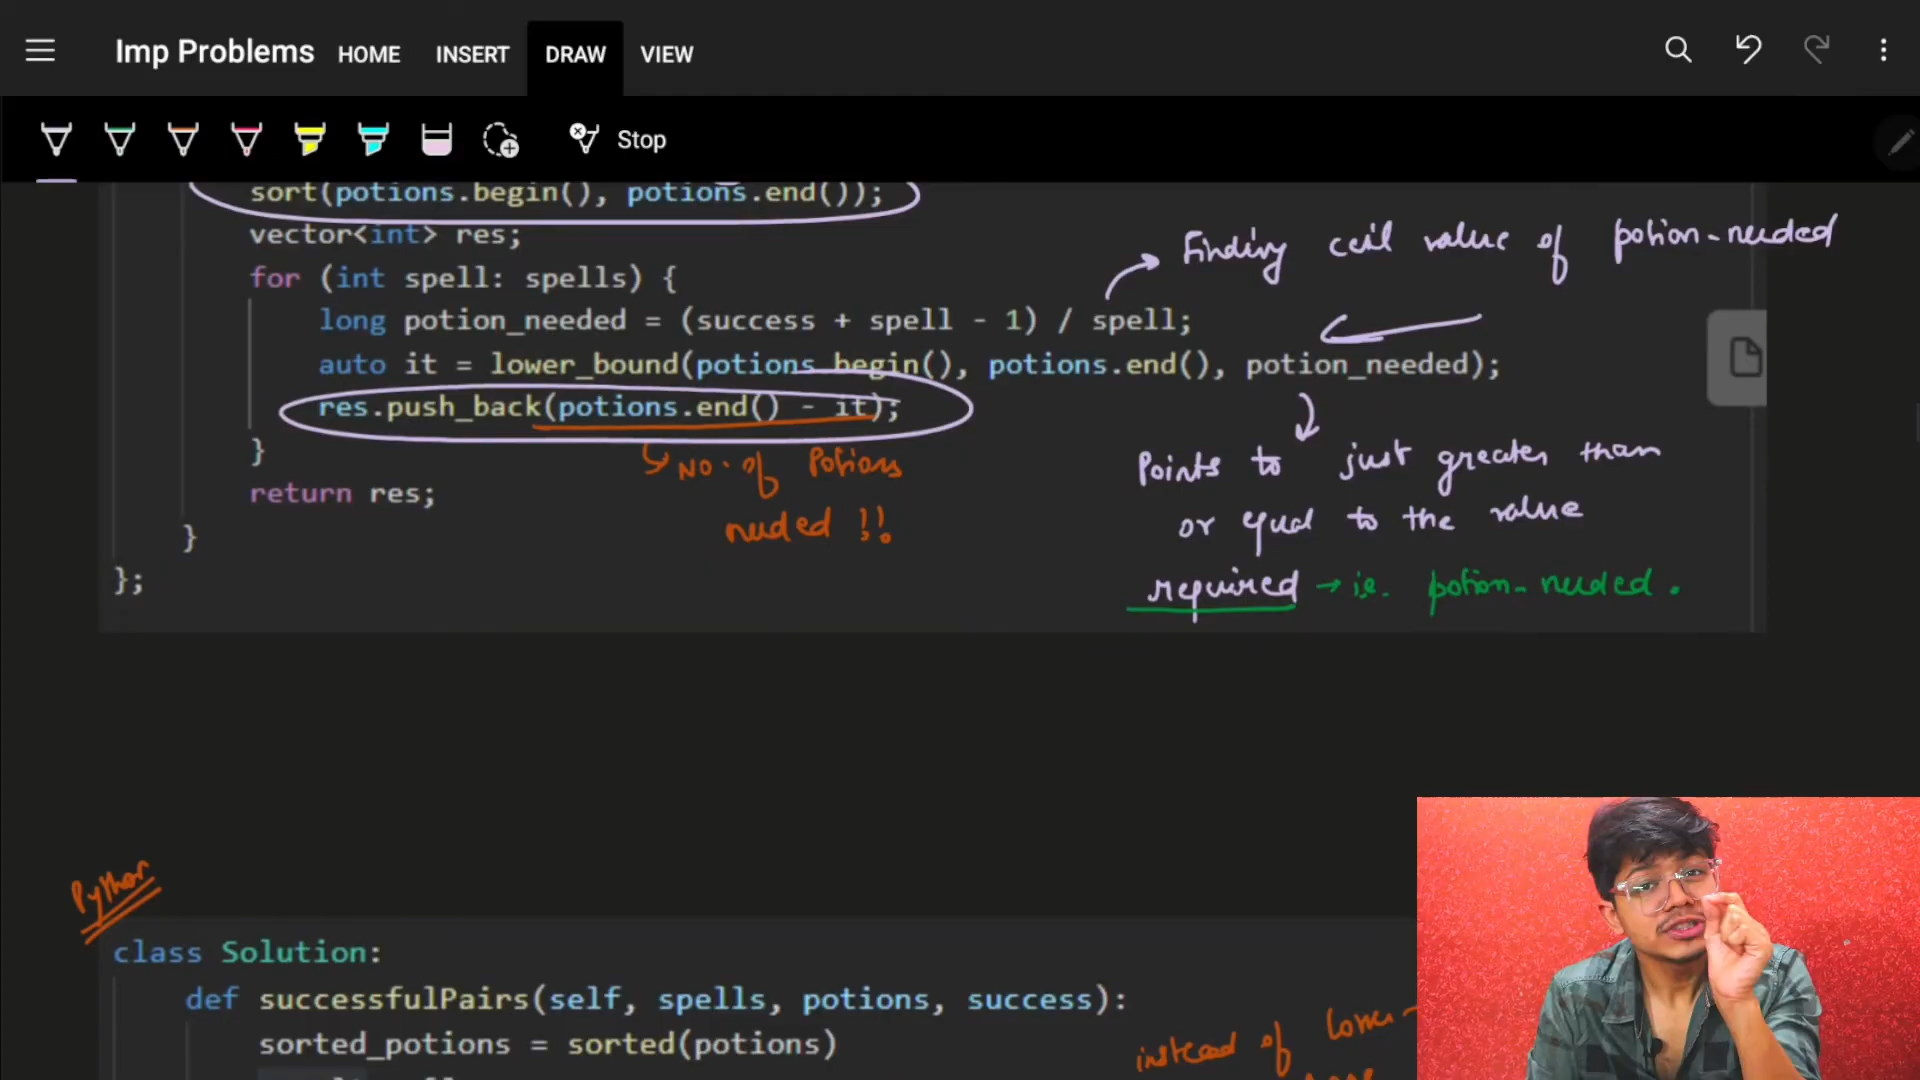 Imp Problems HOME INSERT DRAW VIEW
Stop
sort(potions.begin(), potions.end());
vector<int> res;
for (int spell: spells) {
long potion_needed = (success + spell - 1) / spell;
auto it = lower_bound(potions.begin(), potions.end(), potion_needed);
res.push_back(potions.end() - it);
}
return res;
}
};
Finding ceil value of potion-needed
No. of Potions
needed !!
Points to just greater than
or equal to the value
required → i.e. potion-needed.
Python
class Solution:
def successfulPairs(self, spells, potions, success):
sorted_potions = sorted(potions)
instead of lower-